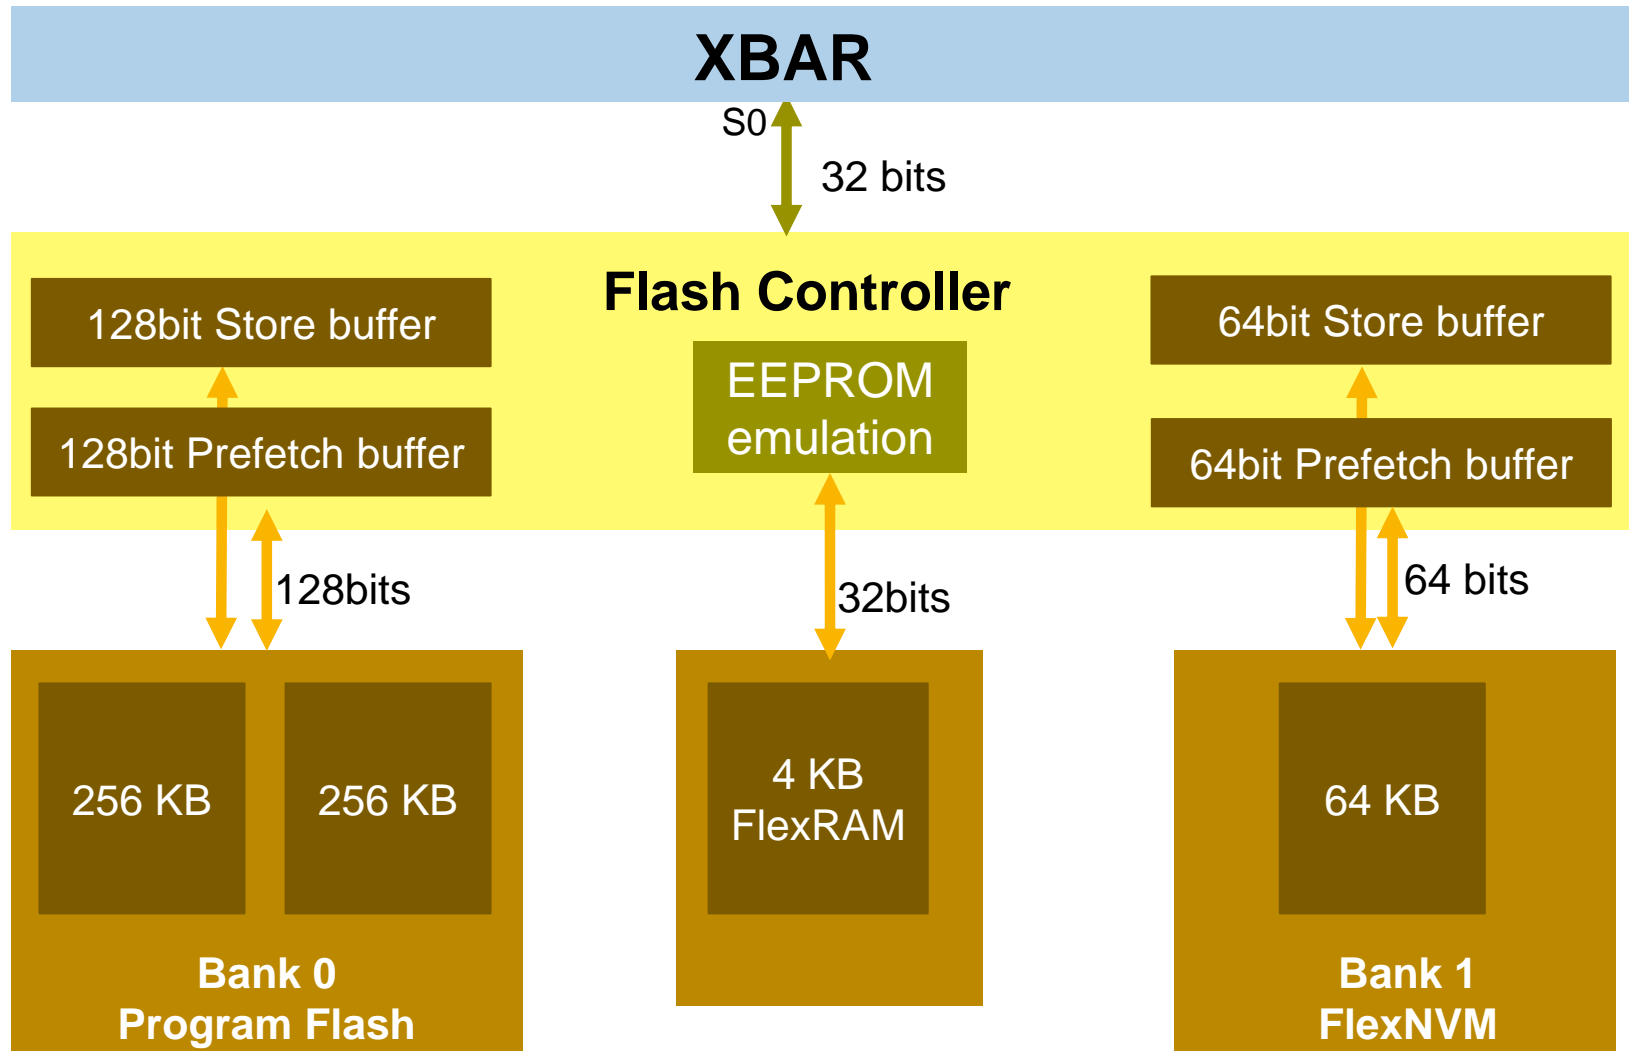 XBAR
S0
32 bits
Flash Controller
128bit Store buffer
128bit Prefetch buffer
EEPROM
emulation
64bit Store buffer
64bit Prefetch buffer
128bits
32bits
64 bits
256 KB
256 KB
Bank 0
Program Flash
4 KB
FlexRAM
64 KB
Bank 1
FlexNVM